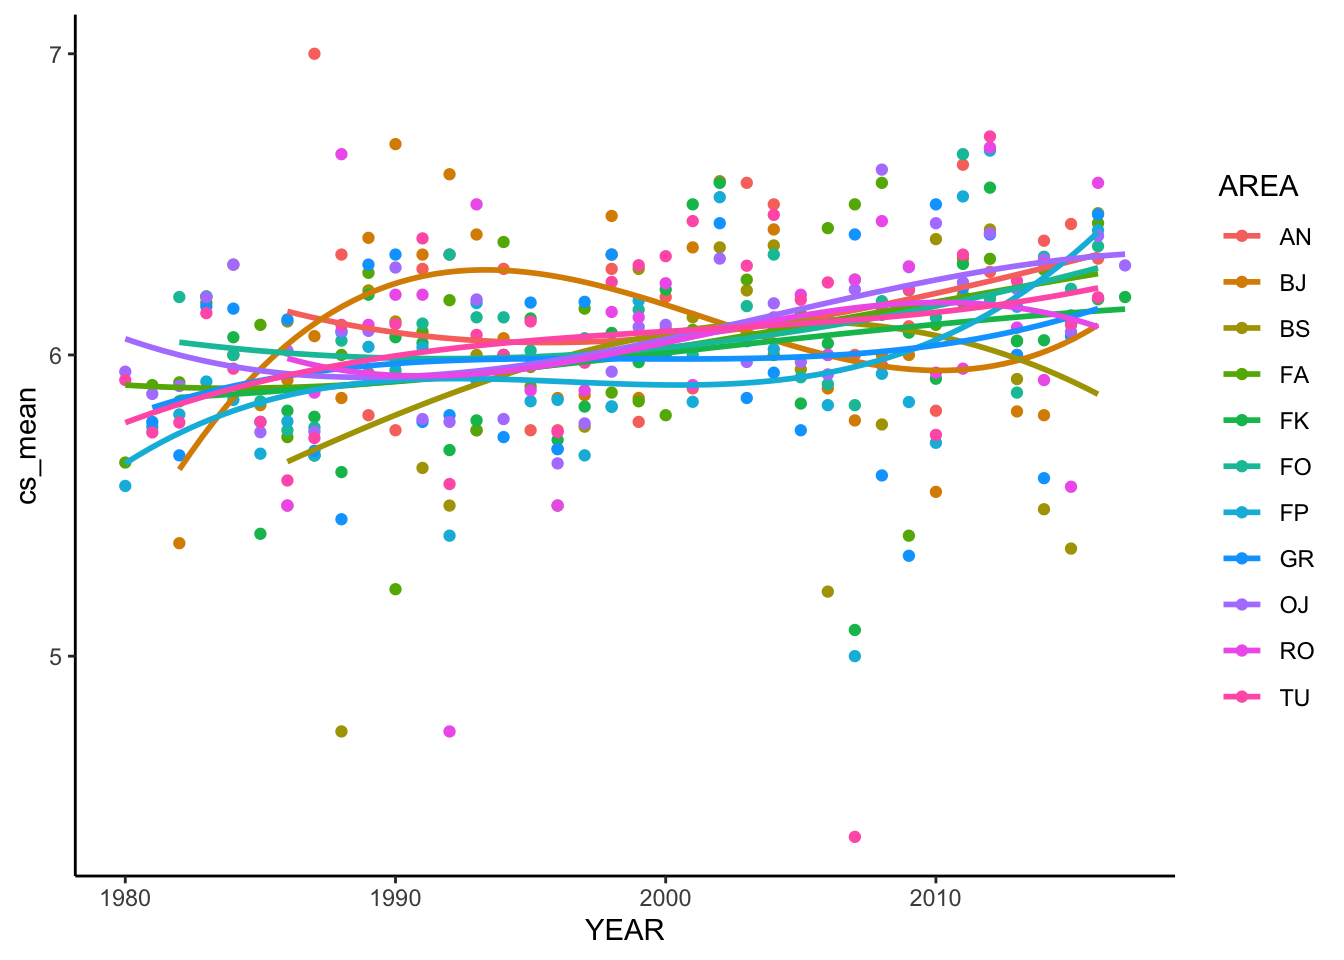 7
6
5
cs_mean
1980 1990 2000 2010
YEAR
AREA
AN
BJ
BS
FA
FK
FO
FP
GR
OJ
RO
TU